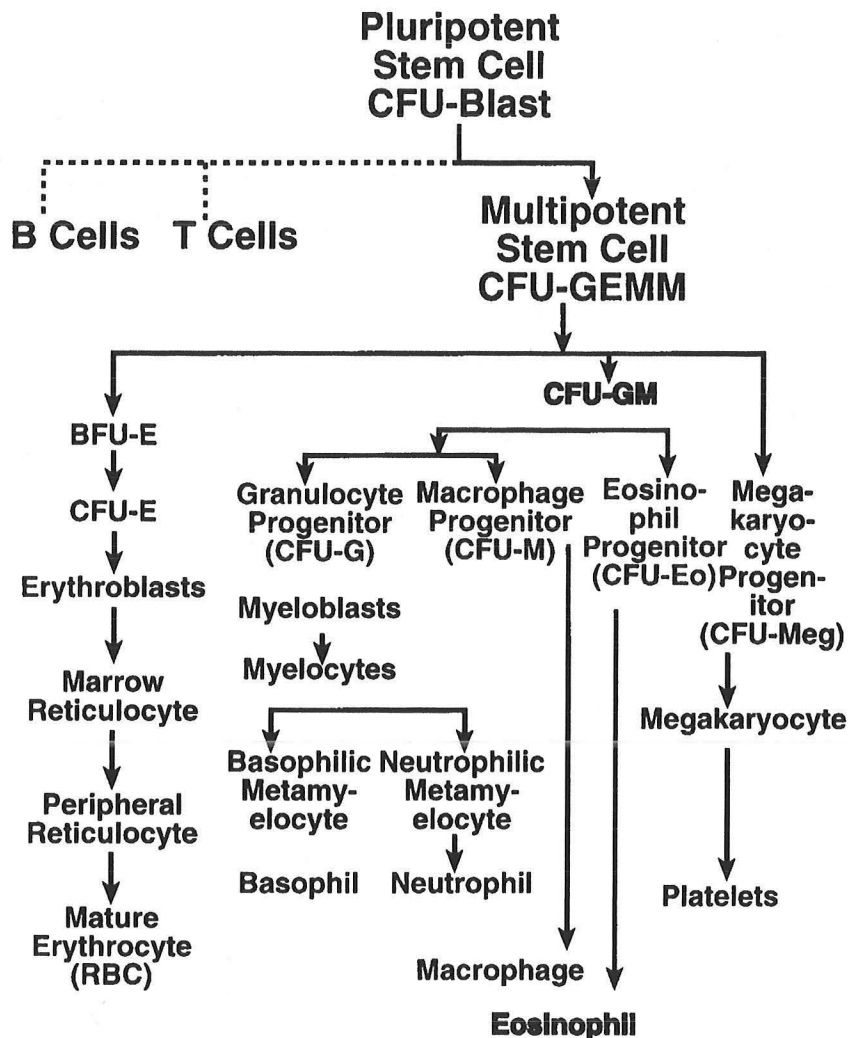 Pluripotent
Stem Cell
CFU-Blast
B Cells
T Cells
Multipotent
Stem Cell
CFU-GEMM
CFU-GM
BFU-E
CFU-E
Erythroblasts
Marrow
Reticulocyte
Peripheral
Reticulocyte
Mature
Erythrocyte
(RBC)
Granulocyte
Progenitor
(CFU-G)
Myeloblasts
Myelocytes
Basophilic
Metamy-
elocyte
Basophil
Neutrophilic
Metamy-
elocyte
Neutrophil
Macrophage
Progenitor
(CFU-M)
Macrophage
Eosino-
phil
Progenitor
(CFU-Eo)
Eosinophil
Mega-
karyo-
cyte
Progen-
itor
(CFU-Meg)
Megakaryocyte
Platelets